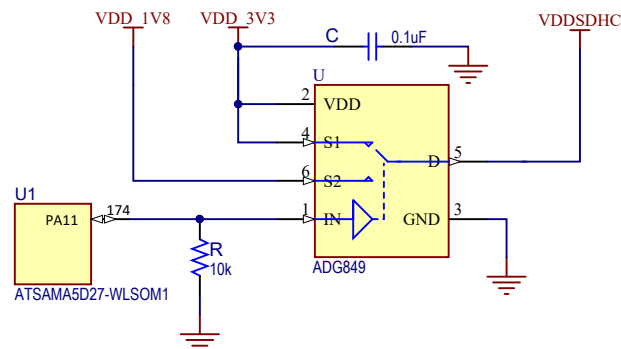 VDD_1V8
VDD_3V3
VDDSDHC
C
0.1uF
U
2
VDD
4
S1
D
5
6
S2
U1
PA11
174
1
IN
GND
3
R
10k
ADG849
ATSAMA5D27-WLSOM1